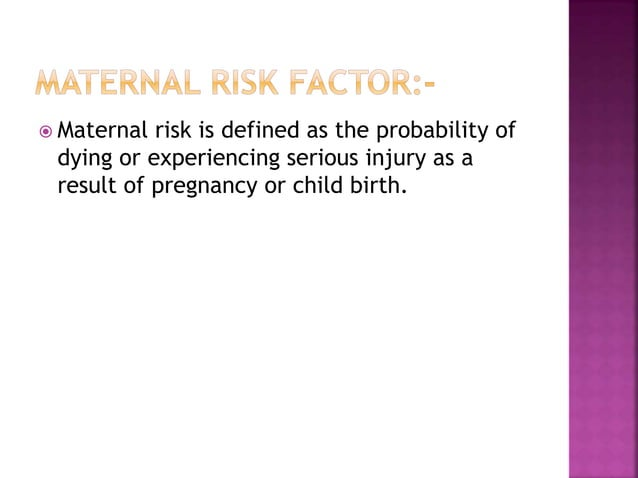 MATERNAL RISK FACTOR:-
Maternal risk is defined as the probability of
dying or experiencing serious injury as a
result of pregnancy or child birth.